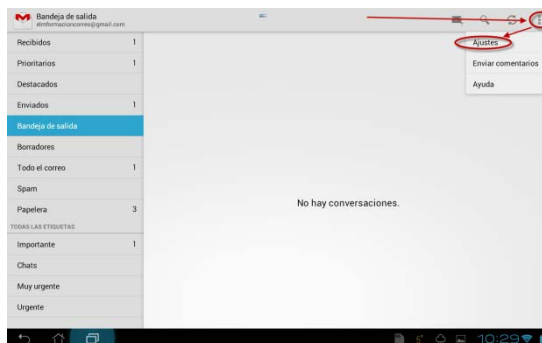 Bandeja de salida
elinformacioncorreo@gmail.com
Recibidos 1
Prioritarios 1
Destacados
Enviados 1
Bandeja de salida
Borradores
Todo el correo 1
Spam
Papelera 3
TODAS LAS ETIQUETAS
Importante 1
Chats
Muy urgente
Urgente
Ajustes
Enviar comentarios
Ayuda
No hay conversaciones.
10:29